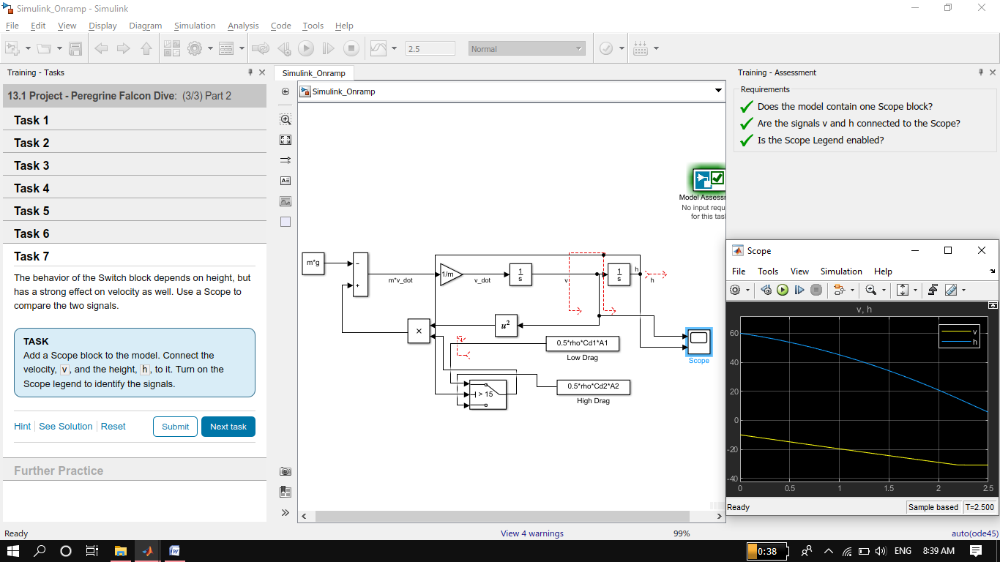 Simulink_Onramp - Simulink
File Edit View Display Diagram Simulation Analysis Code Tools Help
2.5 Normal
Training - Tasks
13.1 Project - Peregrine Falcon Dive: (3/3) Part 2
Task 1
Task 2
Task 3
Task 4
Task 5
Task 6
Task 7
The behavior of the Switch block depends on height, but
has a strong effect on velocity as well. Use a Scope to
compare the two signals.
TASK
Add a Scope block to the model. Connect the
velocity, v, and the height, h, to it. Turn on the
Scope legend to identify the signals.
Hint See Solution Reset Submit Next task
Further Practice
Simulink_Onramp
Simulink_Onramp
Model Assessm
No input requ
for this tas
m*g
m*v_dot
1/m
v_dot
1
s
v
1
s
h
h
×
u²
0.5*rho*Cd1*A1
Low Drag
> 15
0.5*rho*Cd2*A2
High Drag
Scope
Training - Assessment
Requirements
Does the model contain one Scope block?
Are the signals v and h connected to the Scope?
Is the Scope Legend enabled?
Scope
File Tools View Simulation Help
v, h
v
h
60
40
20
0
-20
-40
0 0.5 1 1.5 2 2.5
Ready Sample based T=2.500
Ready View 4 warnings 99% auto(ode45)
0:38 ENG 8:39 AM